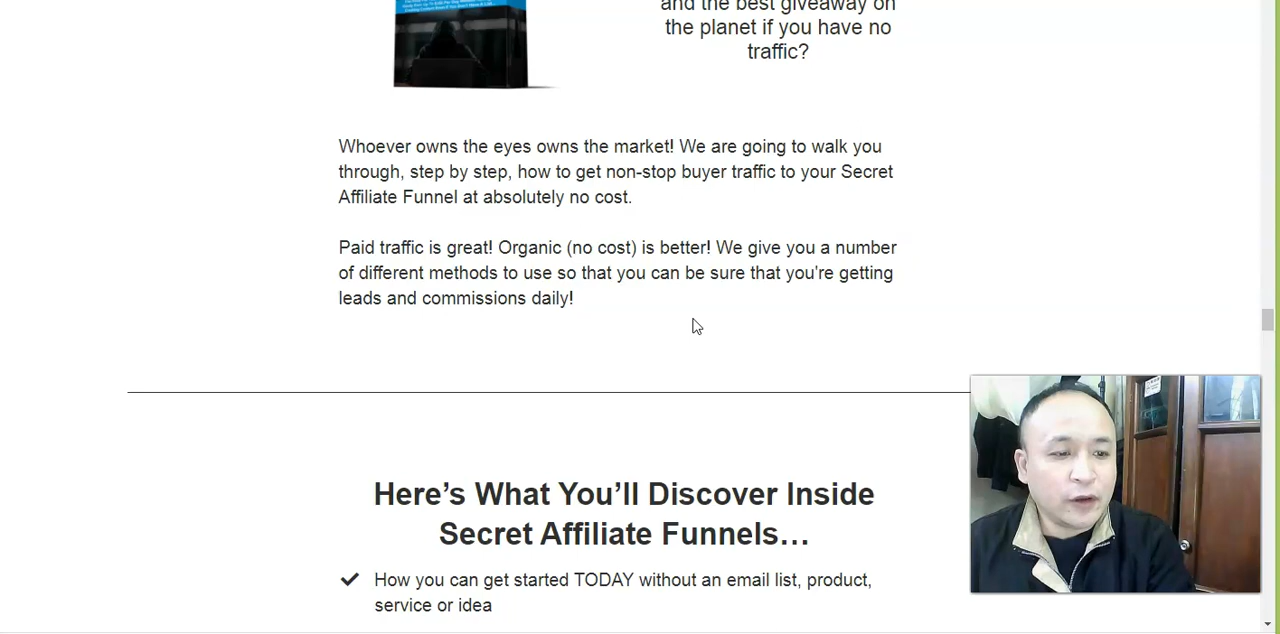 and the best giveaway on
the planet if you have no
traffic?
Whoever owns the eyes owns the market! We are going to walk you
through, step by step, how to get non-stop buyer traffic to your Secret
Affiliate Funnel at absolutely no cost.
Paid traffic is great! Organic (no cost) is better! We give you a number
of different methods to use so that you can be sure that you're getting
leads and commissions daily!
Here's What You'll Discover Inside
Secret Affiliate Funnels...
How you can get started TODAY without an email list, product,
service or idea